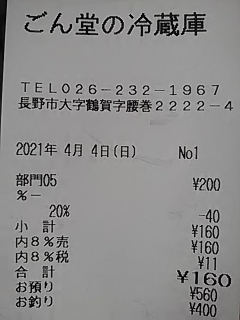 ごん堂の冷蔵庫
TEL026-232-1967
長野市大字鶴賀字腰巻2222-4
2021年 4月 4日(日) No1
部門05 ¥200
%-
20% -40
小 計 ¥160
内8%売 ¥160
内8%税 ¥11
合 計 ¥160
お預り ¥560
お釣り ¥400